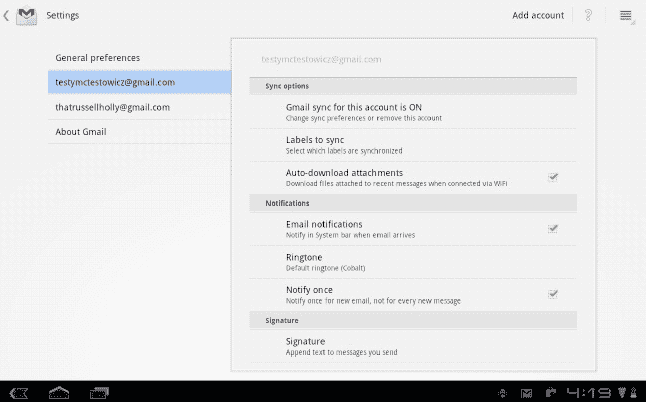 Settings
Add account
General preferences
testymctestowicz@gmail.com
thatrussellholly@gmail.com
About Gmail
testymctestowicz@gmail.com
Sync options
Gmail sync for this account is ON
Change sync preferences or remove this account
Labels to sync
Select which labels are synchronized
Auto-download attachments
Download files attached to recent messages when connected via WiFi
Notifications
Email notifications
Notify in System bar when email arrives
Ringtone
Default ringtone (Cobalt)
Notify once
Notify once for new email, not for every new message
Signature
Signature
Append text to messages you send
4:19